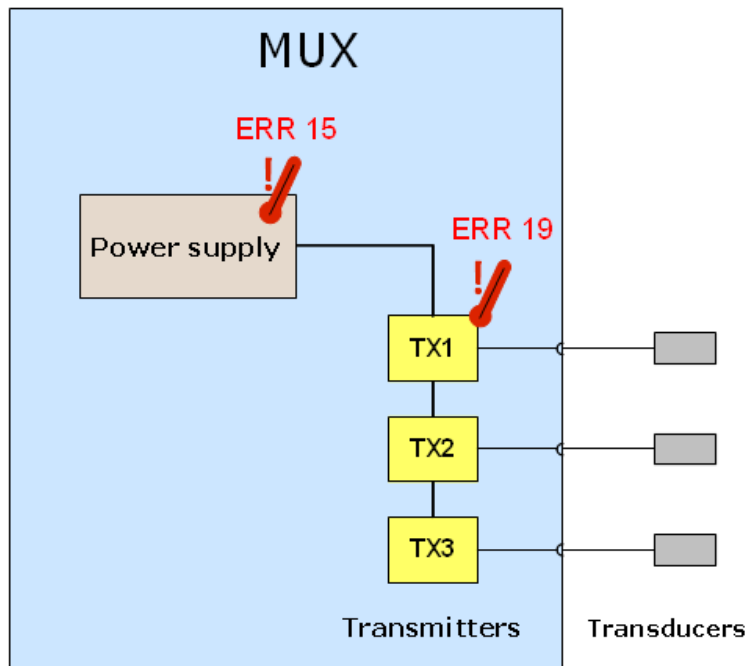 MUX
ERR 15
!
Power supply
ERR 19
!
TX1
TX2
TX3
Transmitters
Transducers